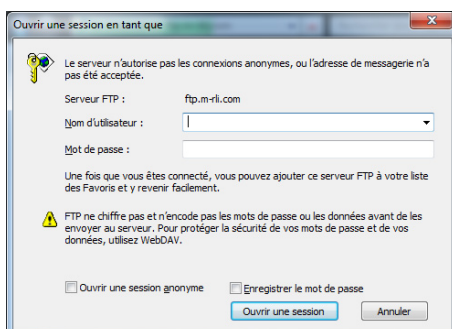 Ouvrir une session en tant que
Le serveur n'autorise pas les connexions anonymes, ou l'adresse de messagerie n'a
pas été acceptée.
Serveur FTP : ftp.m-rli.com
Nom d'utilisateur :
Mot de passe :
Une fois que vous êtes connecté, vous pouvez ajouter ce serveur FTP à votre liste
des Favoris et y revenir facilement.
FTP ne chiffre pas et n'encode pas les mots de passe ou les données avant de les
envoyer au serveur. Pour protéger la sécurité de vos mots de passe et de vos
données, utilisez WebDAV.
Ouvrir une session anonyme Enregistrer le mot de passe
Ouvrir une session Annuler